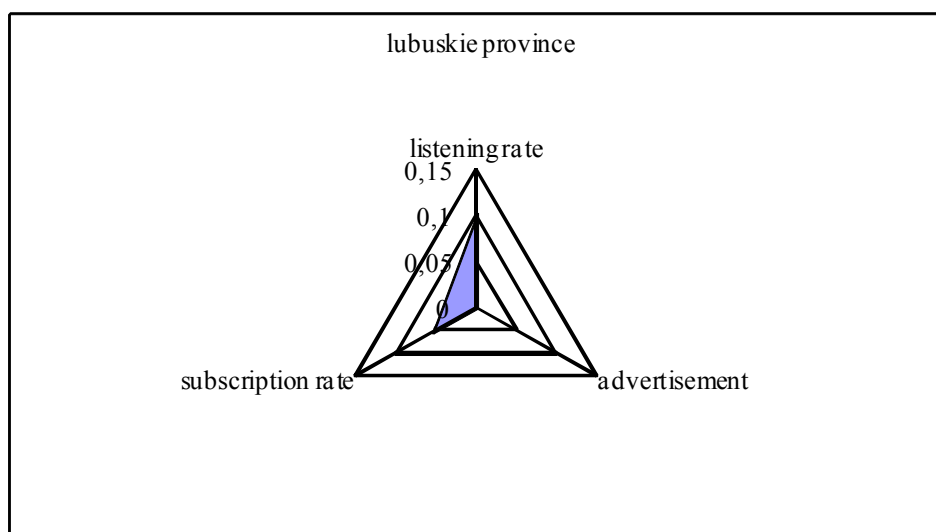 lubuskie province
listening rate
0,15
0,1
0,05
0
subscription rate
advertisement